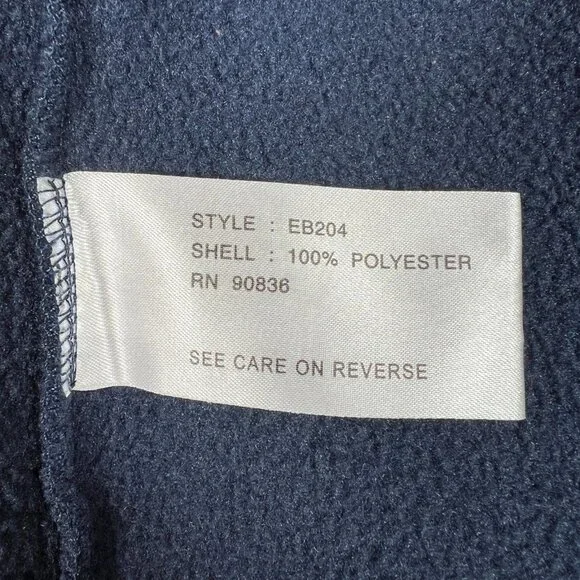 STYLE : EB204
SHELL : 100% POLYESTER
RN 90836
SEE CARE ON REVERSE